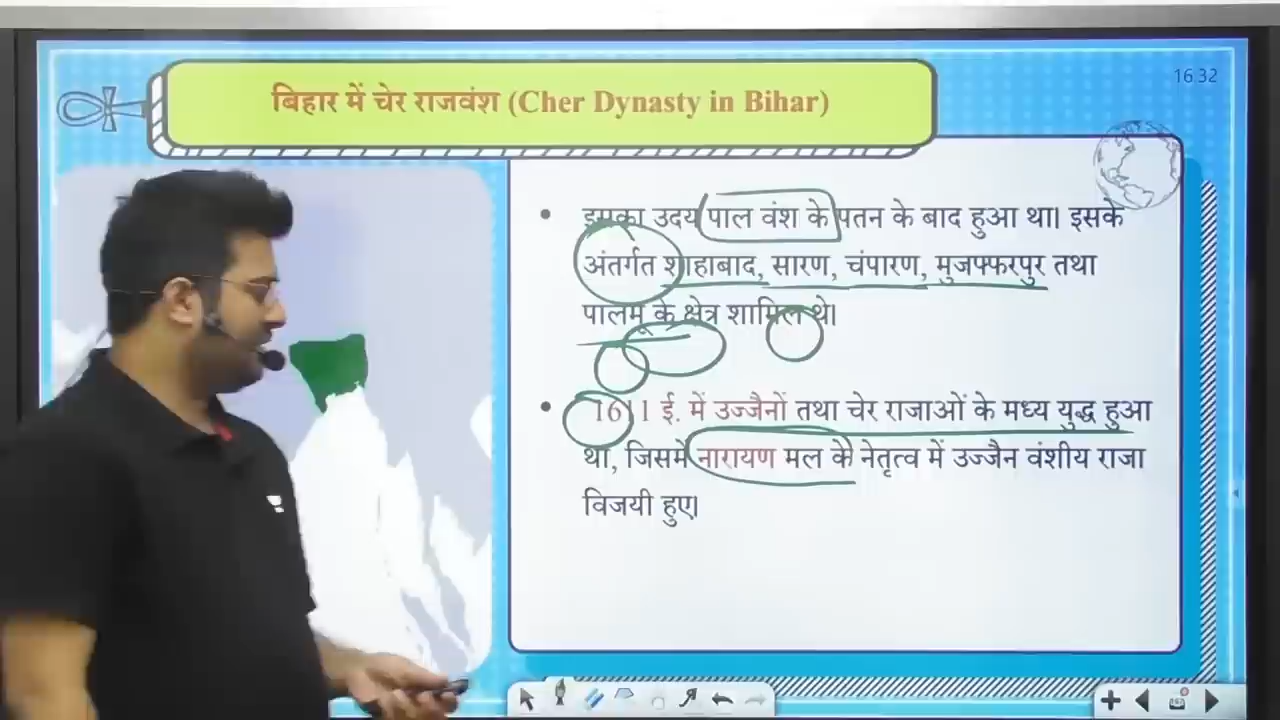 16 32
बिहार में चेर राजवंश (Cher Dynasty in Bihar)
इसका उदय पाल वंश के पतन के बाद हुआ था। इसके
अंतर्गत शाहाबाद, सारण, चंपारण, मुजफ्फरपुर तथा
पालमू के क्षेत्र शामिल थे।
ई. में उज्जैनों तथा चेर राजाओं के मध्य युद्ध हुआ
था, जिसमें नारायण मल के नेतृत्व में उज्जैन वंशीय राजा
विजयी हुए।